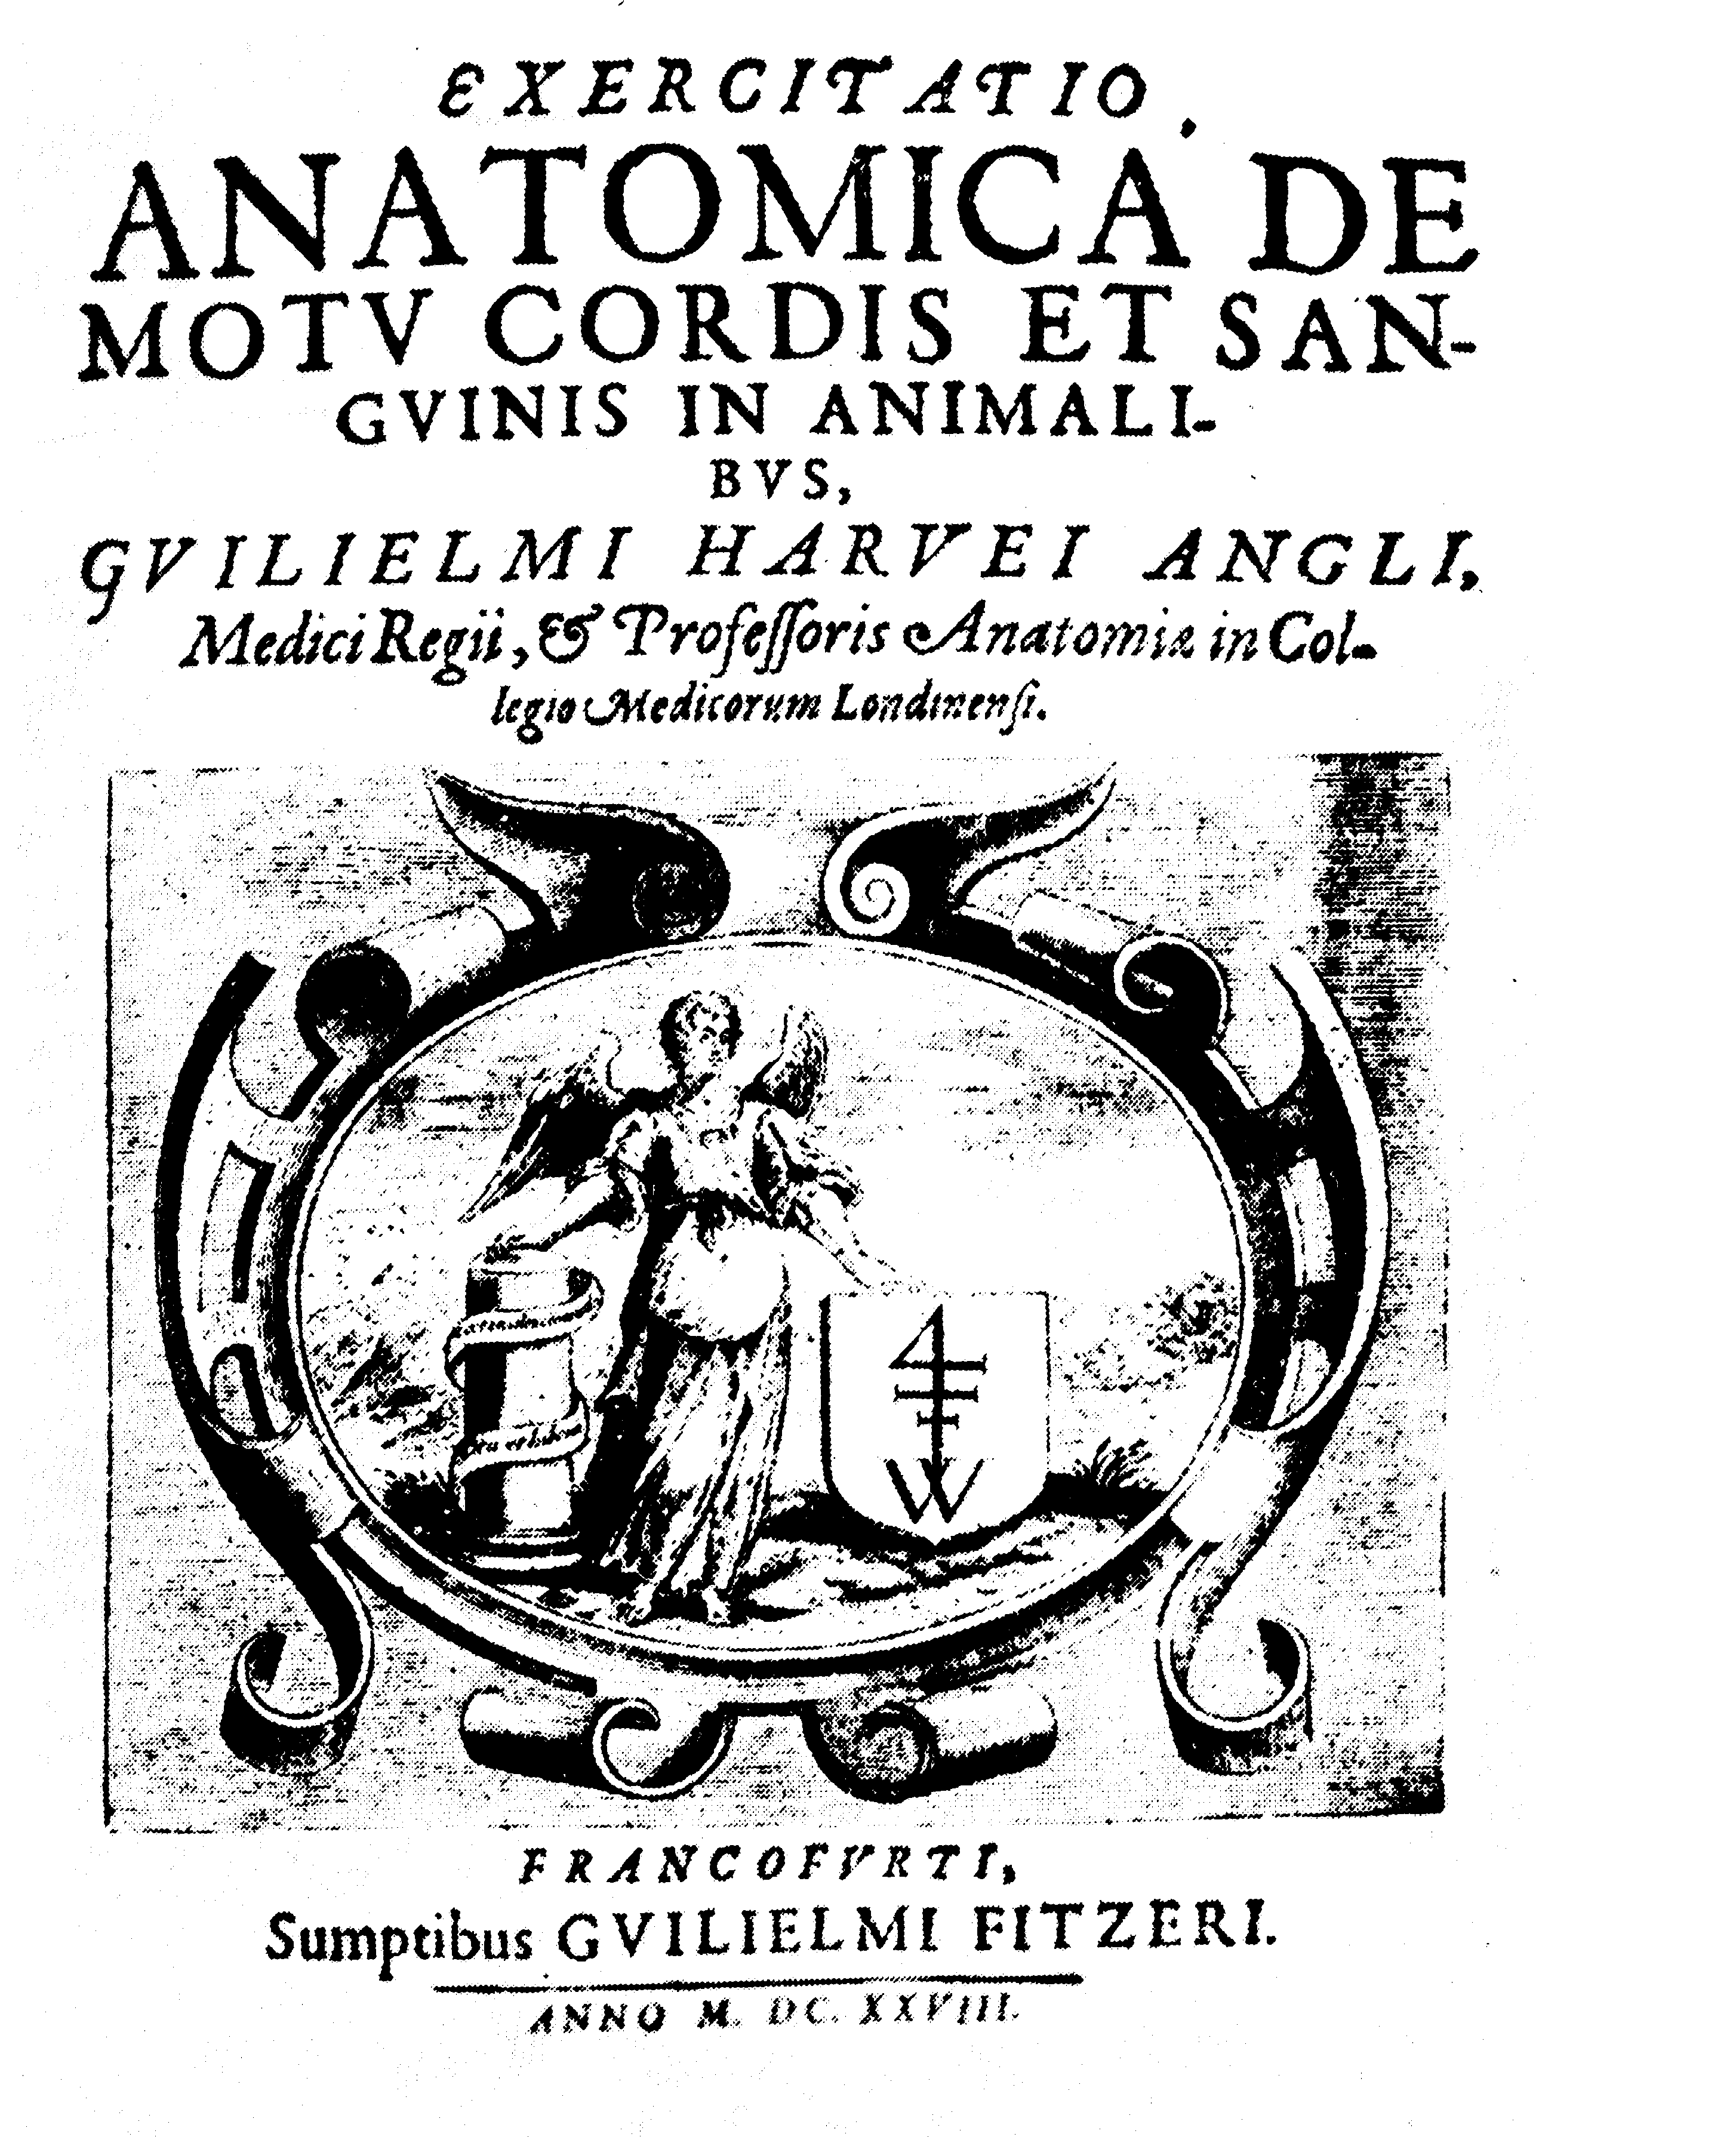 EXERCITATIO
ANATOMICA DE
MOTV CORDIS ET SAN-
GVINIS IN ANIMALI-
BVS,
GVILIELMI HARVEI ANGLI,
Medici Regii, & Professoris Anatomiæ in Col-
legio Medicorum Londinensi.
4
W
FRANCOFVRTI,
Sumptibus GVILIELMI FITZERI.
ANNO M. DC. XXVIII.